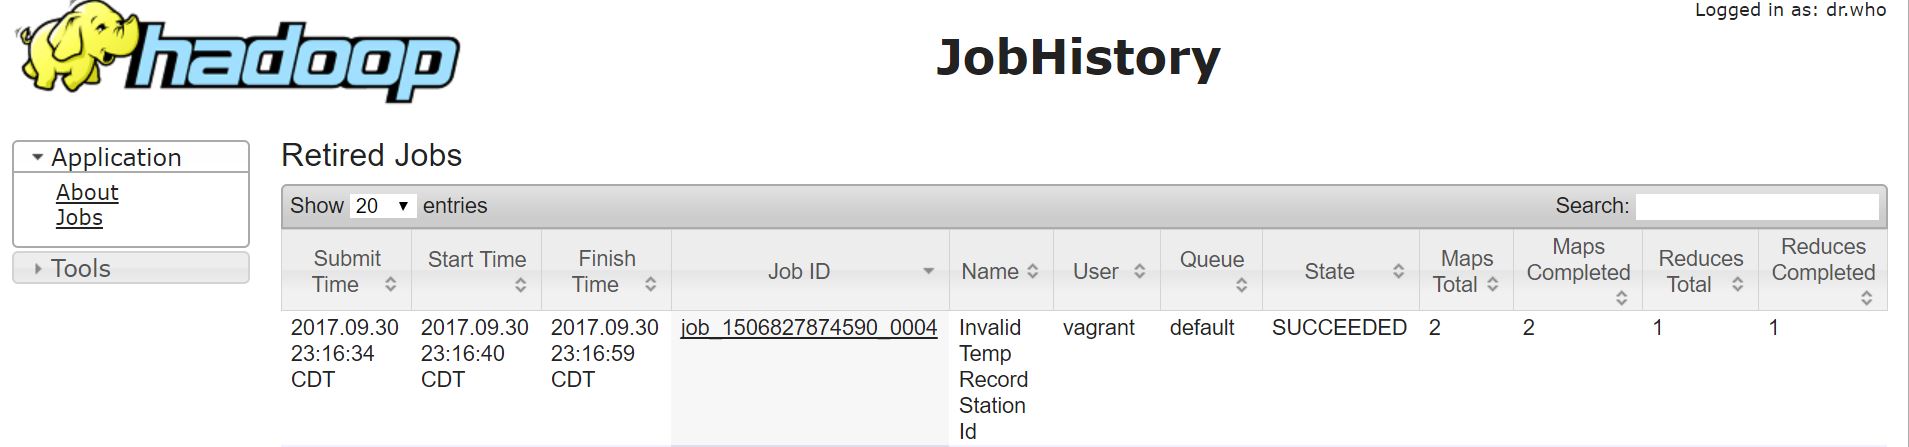 Logged in as: dr.who
hadoop
JobHistory
Application
About
Jobs
Tools
Retired Jobs
Show 20 entries
Search:
Submit Time
Start Time
Finish Time
Job ID
Name
User
Queue
State
Maps Total
Maps Completed
Reduces Total
Reduces Completed
2017.09.30 23:16:34 CDT
2017.09.30 23:16:40 CDT
2017.09.30 23:16:59 CDT
job_1506827874590_0004
Invalid Temp Record Station Id
vagrant
default
SUCCEEDED
2
2
1
1